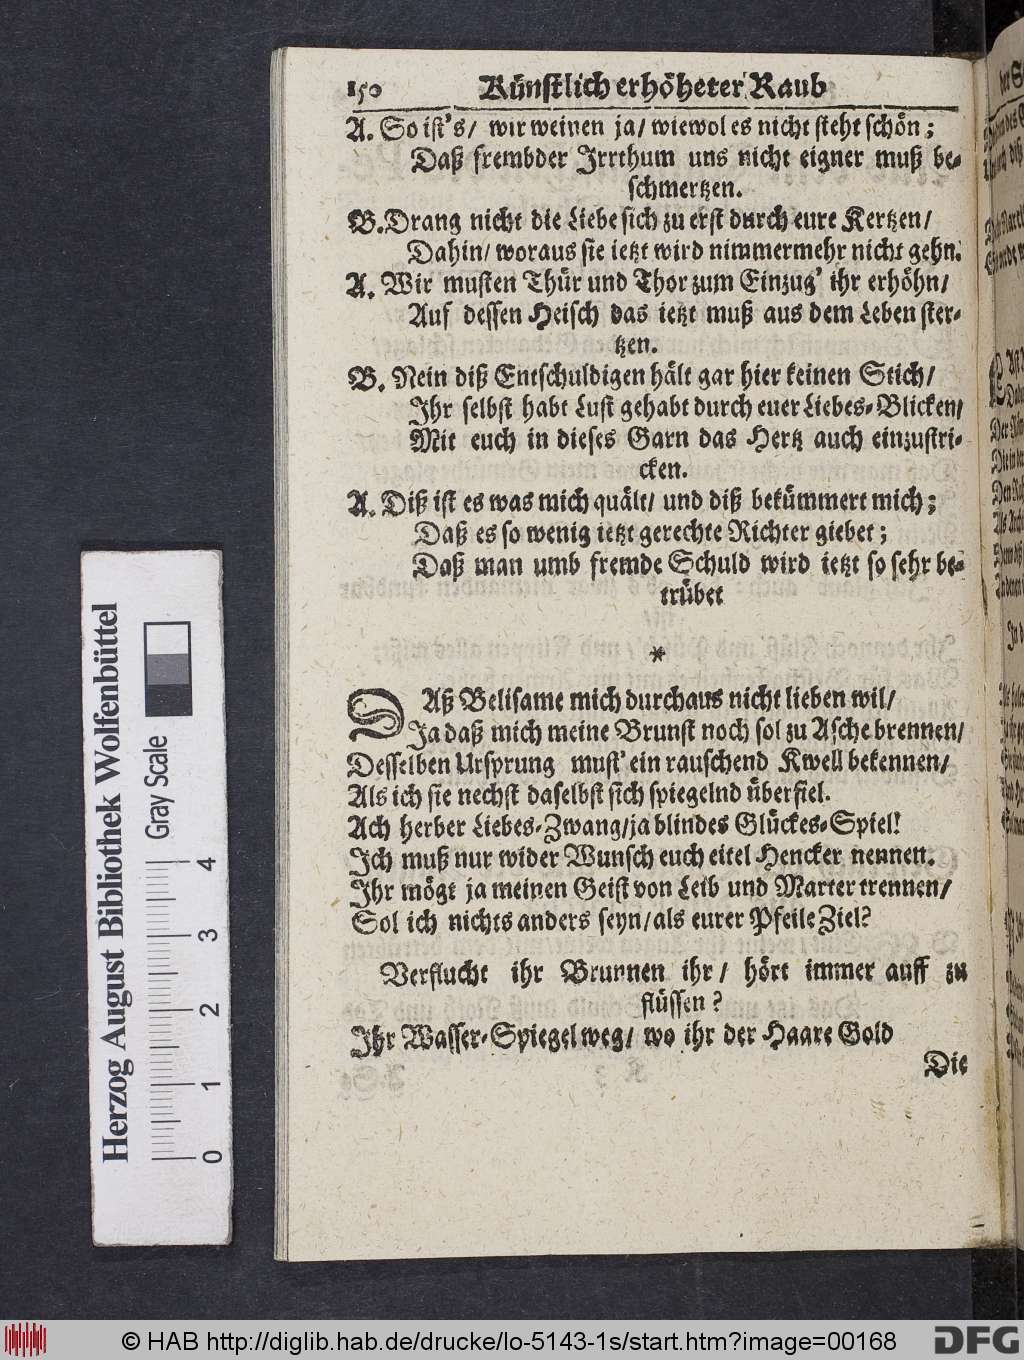 150 Künstlich erhöheter Raub
A. So ist's/ wir weinen ja/ wiewol es nicht steht schön;
Daß frembder Irrthum uns nicht eigner muß be-
schmertzen.
B. Drang nicht die Liebe sich zu erst durch eure Kertzen/
Dahin/ woraus sie ietzt wird nimmermehr nicht gehn.
A. Wir musten Thür und Thor zum Einzug' ihr erhöhn/
Auf dessen Heisch das ietzt muß aus dem Leben ster-
tzen.
B. Nein diß Entschuldigen hält gar hier keinen Stich/
Ihr selbst habt Lust gehabt durch euer Liebes-Blicken/
Mit euch in dieses Garn das Hertz auch einzustri-
cken.
A. Diß ist es was mich quält/ und diß bekümmert mich;
Daß es so wenig ietzt gerechte Richter giebet;
Daß man umb fremde Schuld wird ietzt so sehr be-
trübet
*
DAß Belisame mich durchaus nicht lieben wil/
Ja daß mich meine Brunst noch sol zu Asche brennen/
Desselben Ursprung must' ein rauschend Kwell bekennen/
Als ich sie nechst daselbst sich spiegelnd überfiel.
Ach herber Liebes-Zwang/ ja blindes Glückes-Spiel!
Ich muß nur wider Wunsch euch eitel Hencker nennen.
Ihr mögt ja meinen Geist von Leib und Marter trennen/
Sol ich nichts anders seyn/ als eurer Pfeile Ziel?
Verflucht ihr Brunnen ihr/ hört immer auff zu
flüssen?
Ihr Wasser-Spiegel weg/ wo ihr der Haare Gold
Die
Herzog August Bibliothek Wolfenbüttel
Gray Scale
0 1 2 3 4
© HAB http://diglib.hab.de/drucke/lo-5143-1s/start.htm?image=00168
DFG